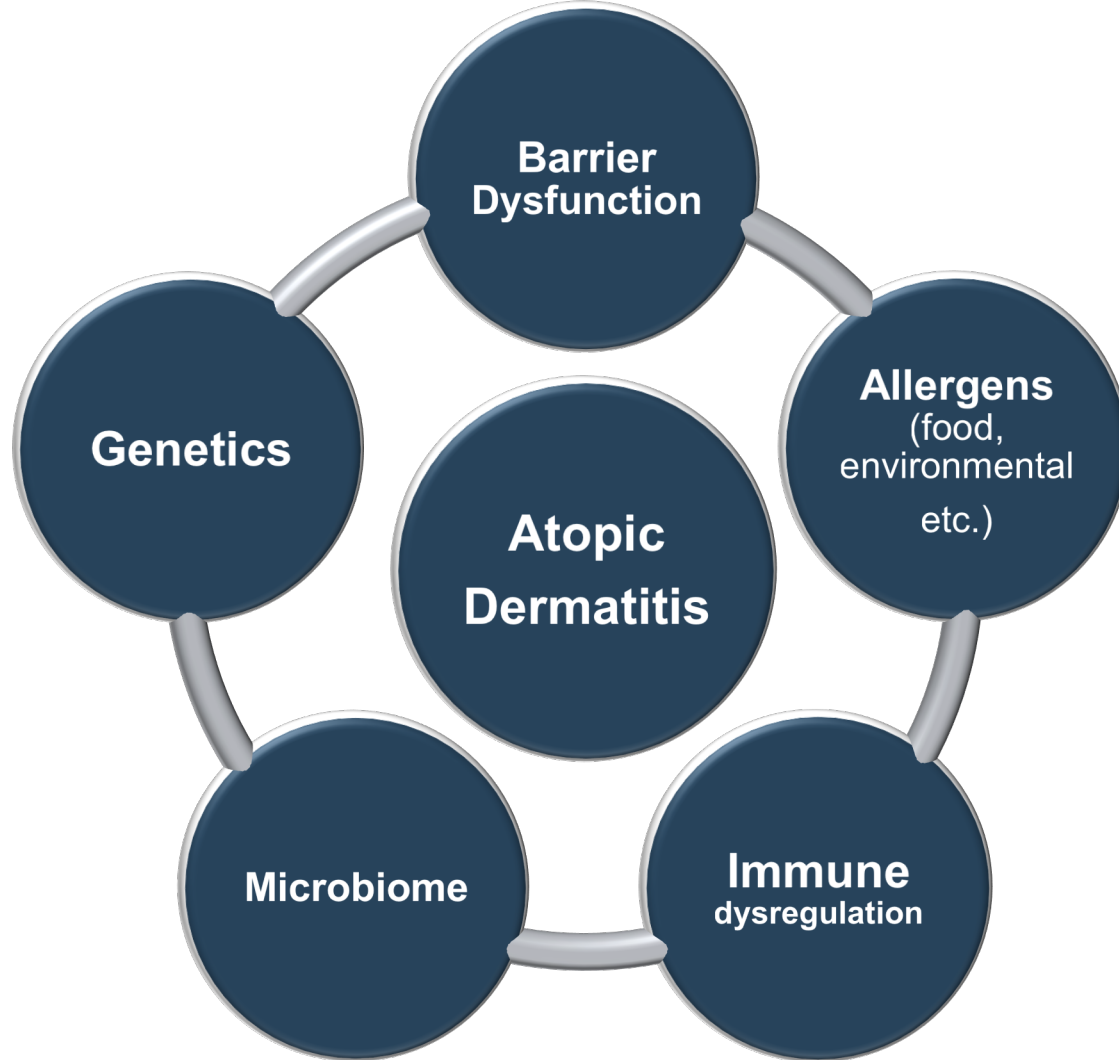 Barrier
Dysfunction
Allergens
(food,
environmental
etc.)
Genetics
Atopic
Dermatitis
Immune
dysregulation
Microbiome